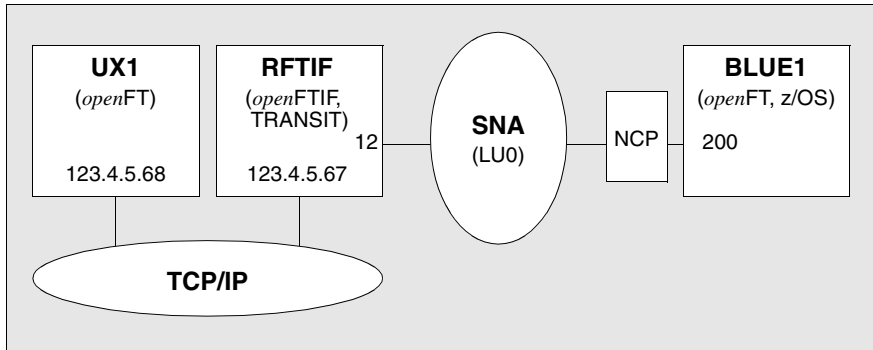 UX1
(openFT)
123.4.5.68
RFTIF
(openFTIF,
TRANSIT)
12
123.4.5.67
SNA
(LU0)
NCP
BLUE1
(openFT, z/OS)
200
TCP/IP